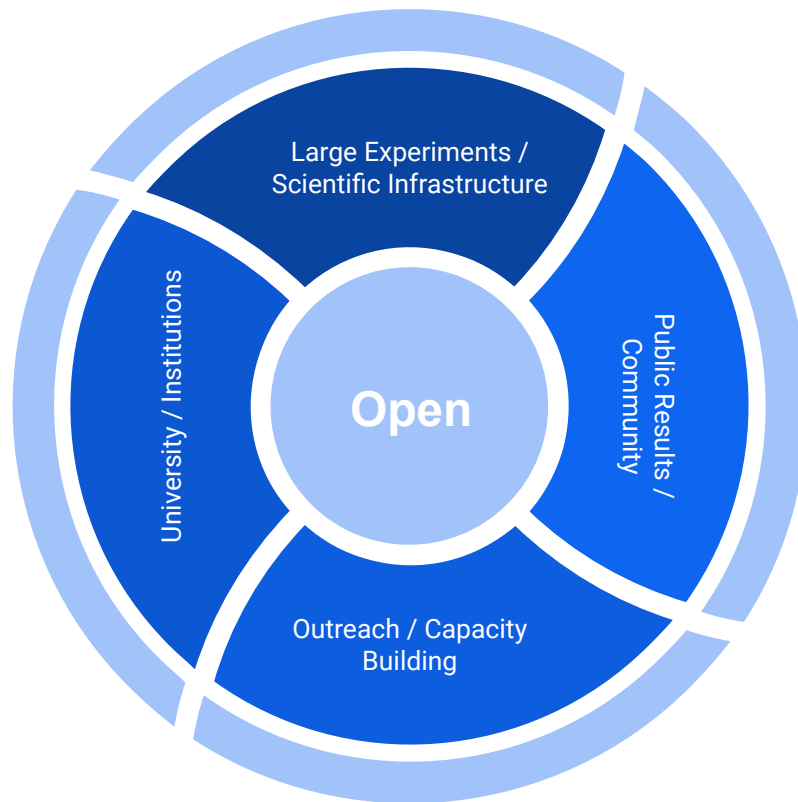 Large Experiments /
Scientific Infrastructure
Public Results /
Community
Open
University / Institutions
Outreach / Capacity
Building